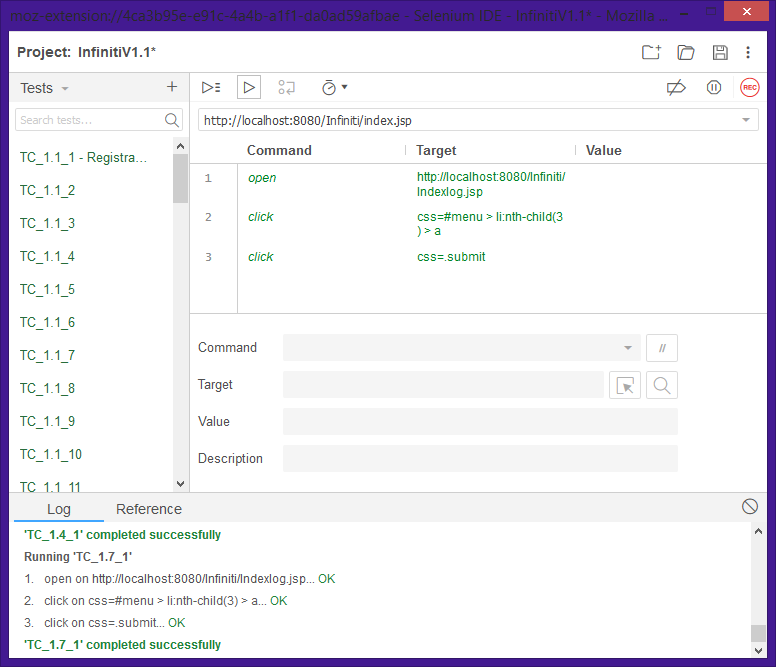 moz-extension://4ca3b95e-e91c-4a4b-a1f1-da0ad59afbae - Selenium IDE - InfinitiV1.1* - Mozilla ...
Project: InfinitiV1.1*
Tests
Search tests...
REC
http://localhost:8080/Infiniti/index.jsp
TC_1.1_1 - Registra...
TC_1.1_2
TC_1.1_3
TC_1.1_4
TC_1.1_5
TC_1.1_6
TC_1.1_7
TC_1.1_8
TC_1.1_9
TC_1.1_10
TC_1.1_11
Command Target Value
1 open http://localhost:8080/Infiniti/
Indexlog.jsp
2 click css=#menu > li:nth-child(3
) > a
3 click css=.submit
Command //
Target
Value
Description
Log Reference
'TC_1.4_1' completed successfully
Running 'TC_1.7_1'
1. open on http://localhost:8080/Infiniti/Indexlog.jsp... OK
2. click on css=#menu > li:nth-child(3) > a... OK
3. click on css=.submit... OK
'TC_1.7_1' completed successfully